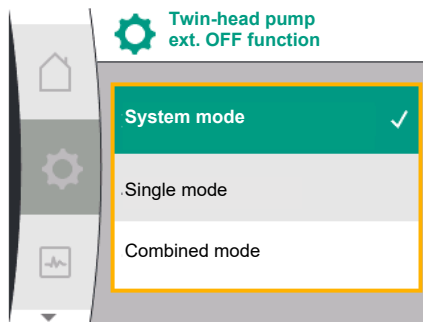 Twin-head pump
ext. OFF function
System mode
Single mode
Combined mode